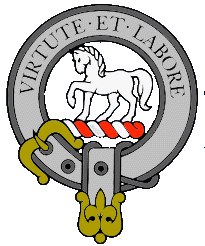 VIRTUTE · ET · LABORE